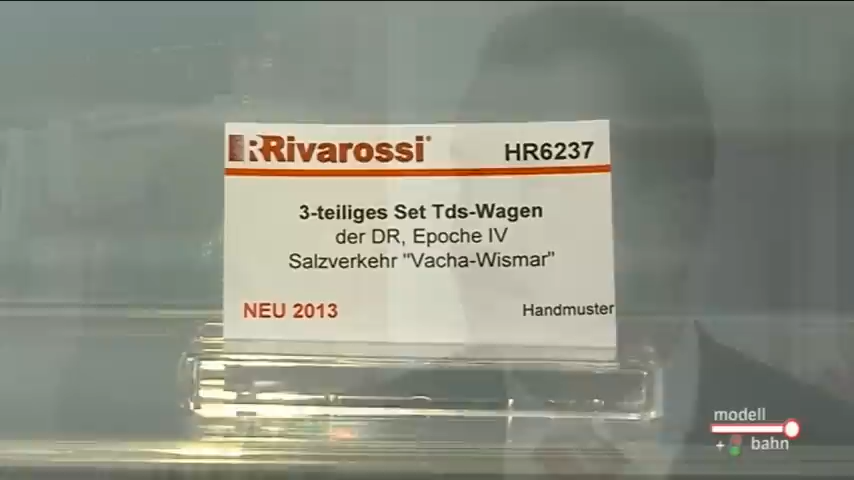 Rivarossi® HR6237
3-teiliges Set Tds-Wagen
der DR, Epoche IV
Salzverkehr "Vacha-Wismar"
NEU 2013 Handmuster
modell
+ bahn